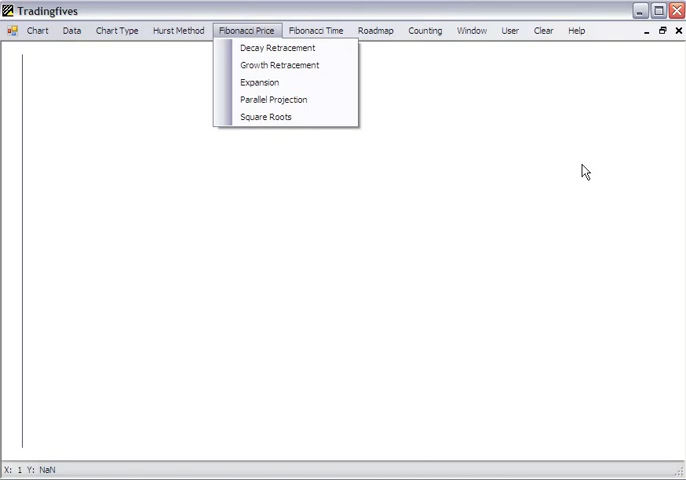 Tradingfives
Chart Data Chart Type Hurst Method Fibonacci Price Fibonacci Time Roadmap Counting Window User Clear Help
Decay Retracement
Growth Retracement
Expansion
Parallel Projection
Square Roots
X: 1 Y: NaN